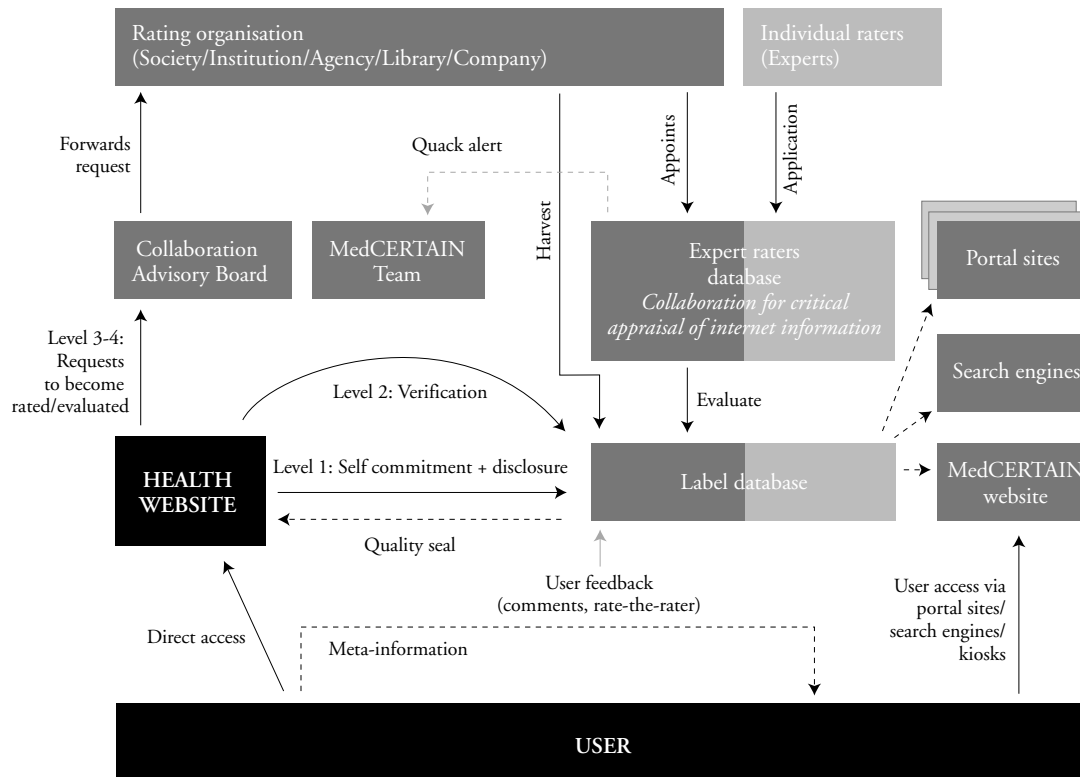 Rating organisation
(Society/Institution/Agency/Library/Company)
Individual raters
(Experts)
Forwards
request
Quack alert
Appoints
Application
Harvest
Collaboration
Advisory Board
MedCERTAIN
Team
Expert raters
database
Collaboration for critical
appraisal of internet information
Portal sites
Level 3-4:
Requests
to become
rated/evaluated
Level 2: Verification
Evaluate
Search engines
HEALTH
WEBSITE
Level 1: Self commitment + disclosure
Label database
MedCERTAIN
website
Quality seal
User feedback
(comments, rate-the-rater)
User access via
portal sites/
search engines/
kiosks
Direct access
Meta-information
USER